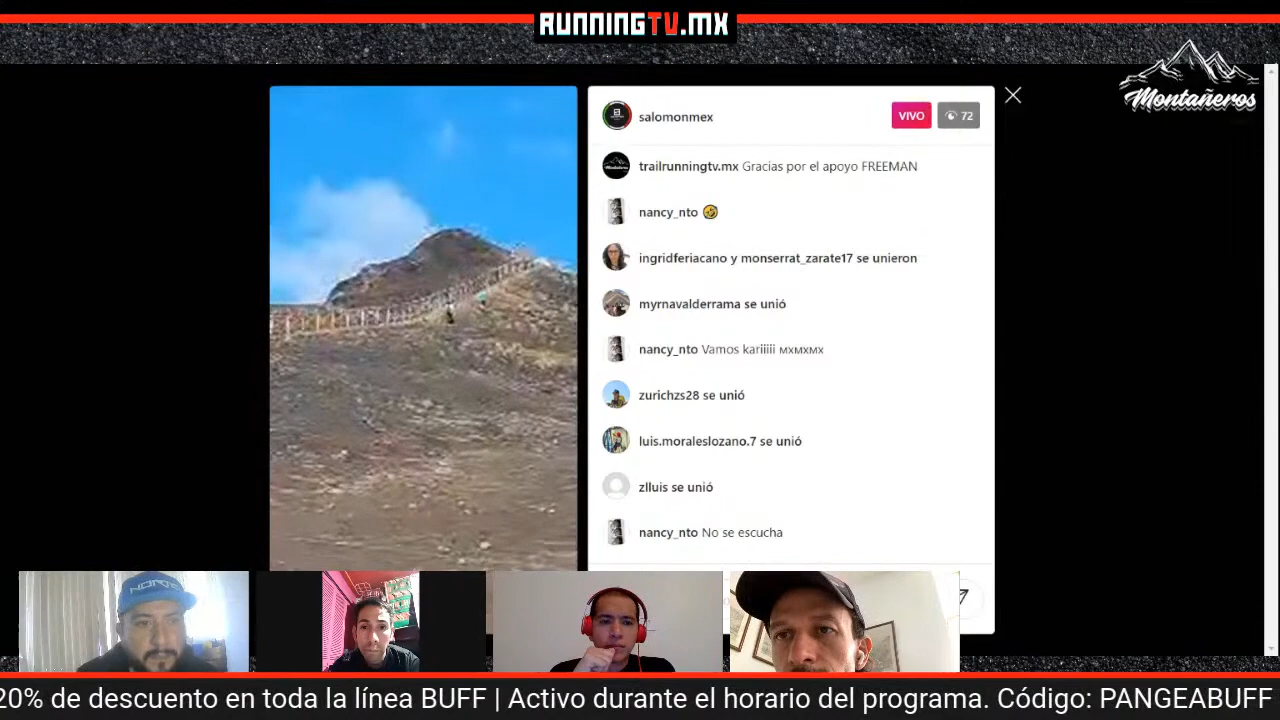 RUNNINGTV.MX
Montañeros
salomonmex
VIVO
72
trailrunningtv.mx Gracias por el apoyo FREEMAN
nancy_nto 🤣
ingridferiacano y monserrat_zarate17 se unieron
myrnavalderrama se unió
nancy_nto Vamos kariiiii мхмхмх
zurichzs28 se unió
luis.moraleslozano.7 se unió
zlluis se unió
nancy_nto No se escucha
20% de descuento en toda la línea BUFF | Activo durante el horario del programa. Código: PANGEABUFF